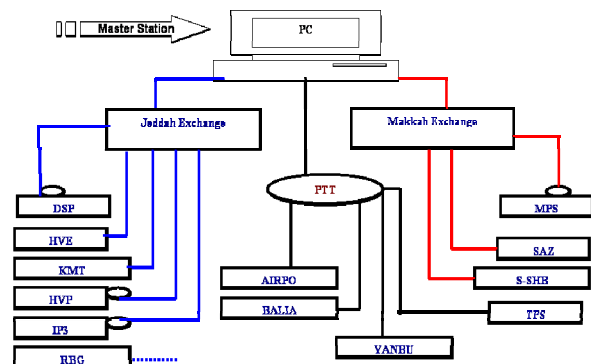 Master Station
PC
Jeddah Exchange
Makkah Exchange
PTT
DSP
MPS
HVE
SAZ
KMT
AIRPO
S-SHB
HVP
BALIA
TPS
IP3
YANBU
RBG